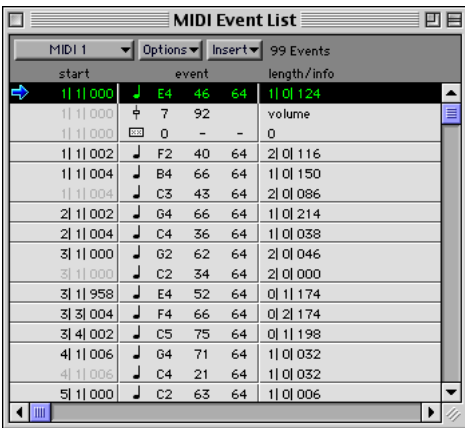 MIDI Event List
MIDI 1 Options Insert 99 Events
start event length/info
1| 1| 000 E4 46 64 1| 0| 124
1| 1| 000 7 92 volume
1| 1| 000 0 - - 0
1| 1| 002 F2 40 64 2| 0| 116
1| 1| 004 B4 66 64 1| 0| 150
1| 1| 004 C3 43 64 2| 0| 086
2| 1| 002 G4 66 64 1| 0| 214
2| 1| 004 C4 36 64 1| 0| 038
3| 1| 000 G2 62 64 2| 0| 046
3| 1| 000 C2 34 64 2| 0| 000
3| 1| 958 E4 52 64 0| 1| 174
3| 3| 004 F4 66 64 0| 2| 174
3| 4| 002 C5 75 64 0| 1| 198
4| 1| 006 G4 71 64 1| 0| 032
4| 1| 006 C4 21 64 1| 0| 032
5| 1| 000 C2 63 64 1| 0| 006